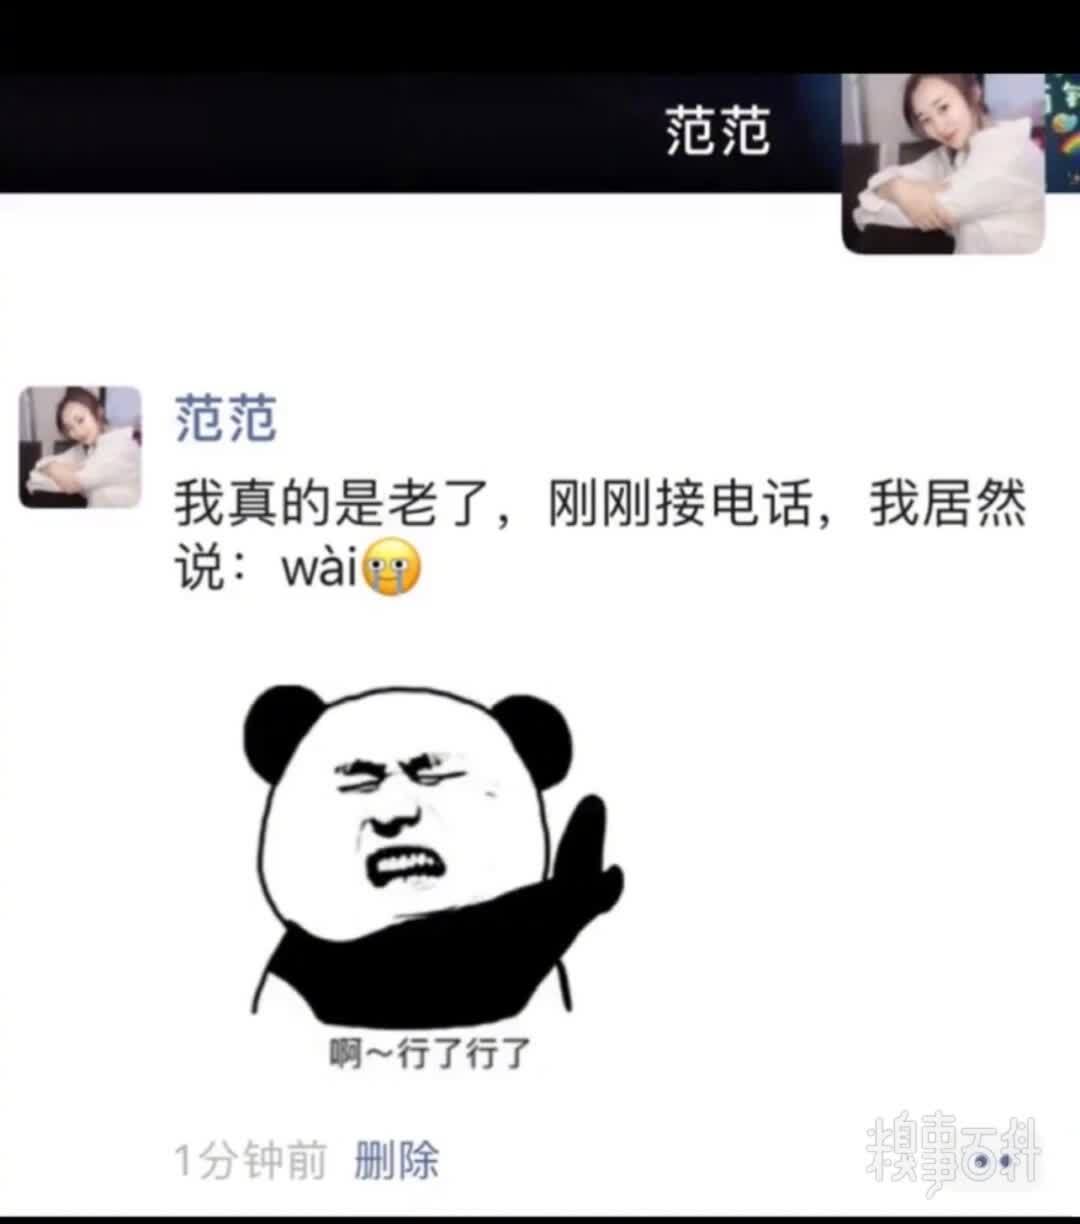 范范
范范
我真的是老了，刚刚接电话，我居然
说：wài😭
啊～行了行了
1分钟前 删除
糗事百科